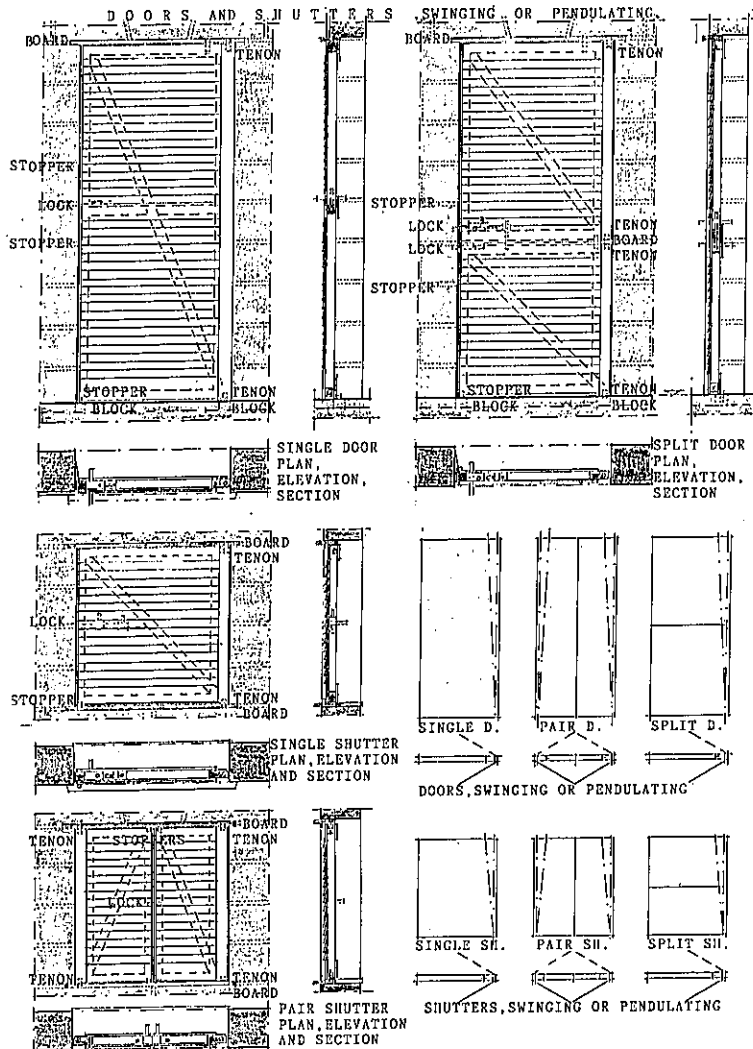 DOORS AND SHUTTERS SWINGING OR PENDULATING
BOARD
TENON
STOPPER
LOCK
STOPPER
STOPPER
BLOCK
TENON
BLOCK
SINGLE DOOR
PLAN,
ELEVATION,
SECTION
BOARD
TENON
STOPPER
LOCK
LOCK
TENON
BOARD
TENON
STOPPER
STOPPER
BLOCK
TENON
BLOCK
SPLIT DOOR
PLAN,
ELEVATION,
SECTION
BOARD
TENON
LOCK
STOPPER
TENON
BOARD
SINGLE SHUTTER
PLAN,ELEVATION
AND SECTION
SINGLE D.
PAIR D.
SPLIT D.
DOORS,SWINGING OR PENDULATING
BOARD
TENON
STOPPERS
TENON
LOCK
TENON
TENON
BOARD
PAIR SHUTTER
PLAN,ELEVATION
AND SECTION
SINGLE SH.
PAIR SH.
SPLIT SH.
SHUTTERS,SWINGING OR PENDULATING